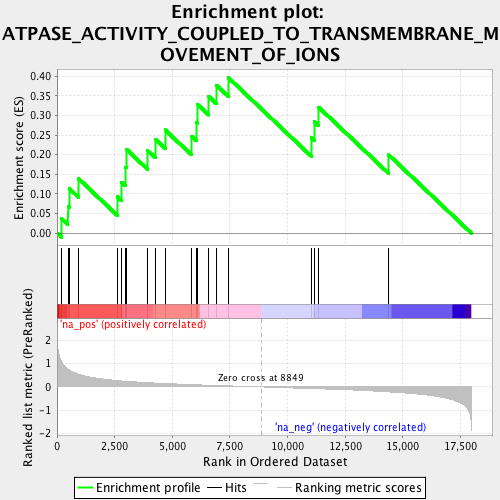 Enrichment plot:
ATPASE_ACTIVITY_COUPLED_TO_TRANSMEMBRANE_M
OVEMENT_OF_IONS
Enrichment score (ES)
0.40
0.35
0.30
0.25
0.20
0.15
0.10
0.05
0.00
'na_pos' (positively correlated)
Ranked list metric (PreRanked)
2
1
0
-1
-2
Zero cross at 8849
'na_neg' (negatively correlated)
0 2,500 5,000 7,500 10,000 12,500 15,000 17,500
Rank in Ordered Dataset
Enrichment profile Hits Ranking metric scores